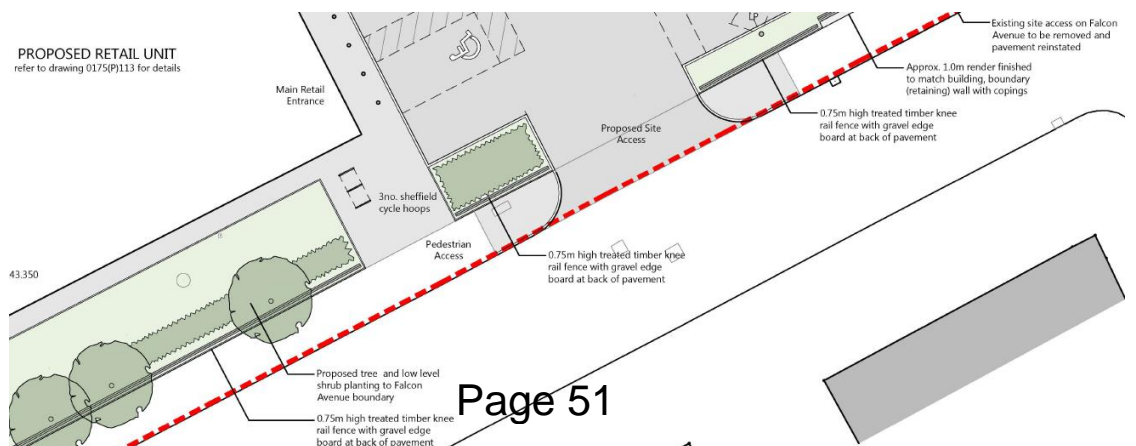 PROPOSED RETAIL UNIT
refer to drawing 0175(P)113 for details
Main Retail
Entrance
3no. sheffield
cycle hoops
Pedestrian
Access
Proposed Site
Access
Existing site access on Falcon
Avenue to be removed and
pavement reinstated
Approx. 1.0m render finished
to match building, boundary
(retaining) wall with copings
0.75m high treated timber knee
rail fence with gravel edge
board at back of pavement
0.75m high treated timber knee
rail fence with gravel edge
board at back of pavement
43.350
Proposed tree and low level
shrub planting to Falcon
Avenue boundary
0.75m high treated timber knee
rail fence with gravel edge
board at back of pavement
Page 51